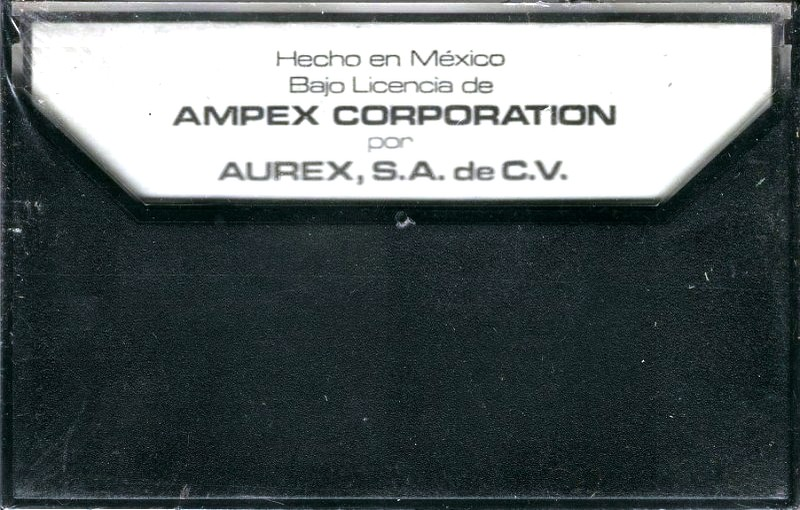 Hecho en México
Bajo Licencia de
AMPEX CORPORATION
por
AUREX, S.A. de C.V.